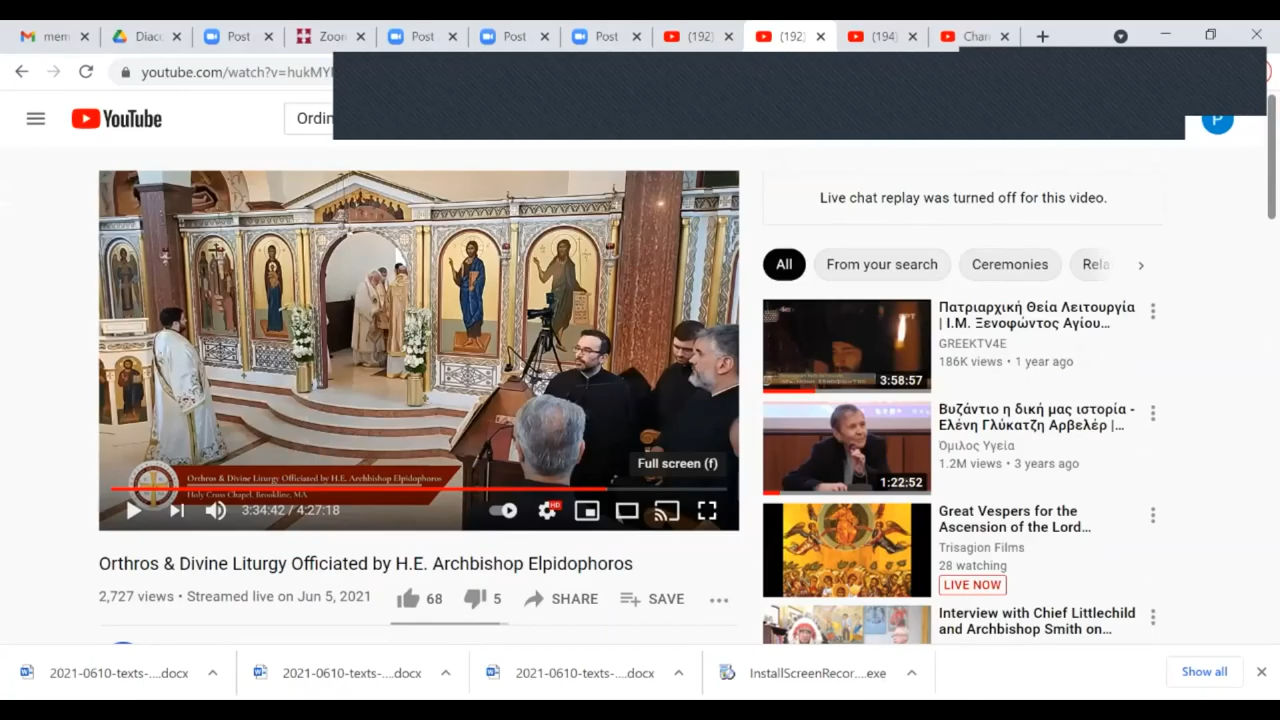 mem
Diaco
Post
Zoom
Post
Post
Post
(192)
(192)
(194)
Chan
youtube.com/watch?v=hukMY
YouTube
Ordin
P
Live chat replay was turned off for this video.
All
From your search
Ceremonies
Rela
Πατριαρχική Θεία Λειτουργία
| Ι.Μ. Ξενοφώντος Αγίου...
GREEKTV4E
186K views • 1 year ago
3:58:57
Βυζάντιο η δική μας ιστορία -
Ελένη Γλύκατζη Αρβελέρ |...
Όμιλος Υγεία
1.2M views • 3 years ago
1:22:52
Great Vespers for the
Ascension of the Lord...
Trisagion Films
28 watching
LIVE NOW
Interview with Chief Littlechild
and Archbishop Smith on...
Full screen (f)
Orthros & Divine Liturgy Officiated by H.E. Archbishop Elpidophoros
Holy Cross Chapel, Brookline, MA
3:34:42 / 4:27:18
HD
Orthros & Divine Liturgy Officiated by H.E. Archbishop Elpidophoros
2,727 views • Streamed live on Jun 5, 2021
68
5
SHARE
SAVE
2021-0610-texts-....docx
2021-0610-texts-....docx
2021-0610-texts-....docx
InstallScreenRecor....exe
Show all